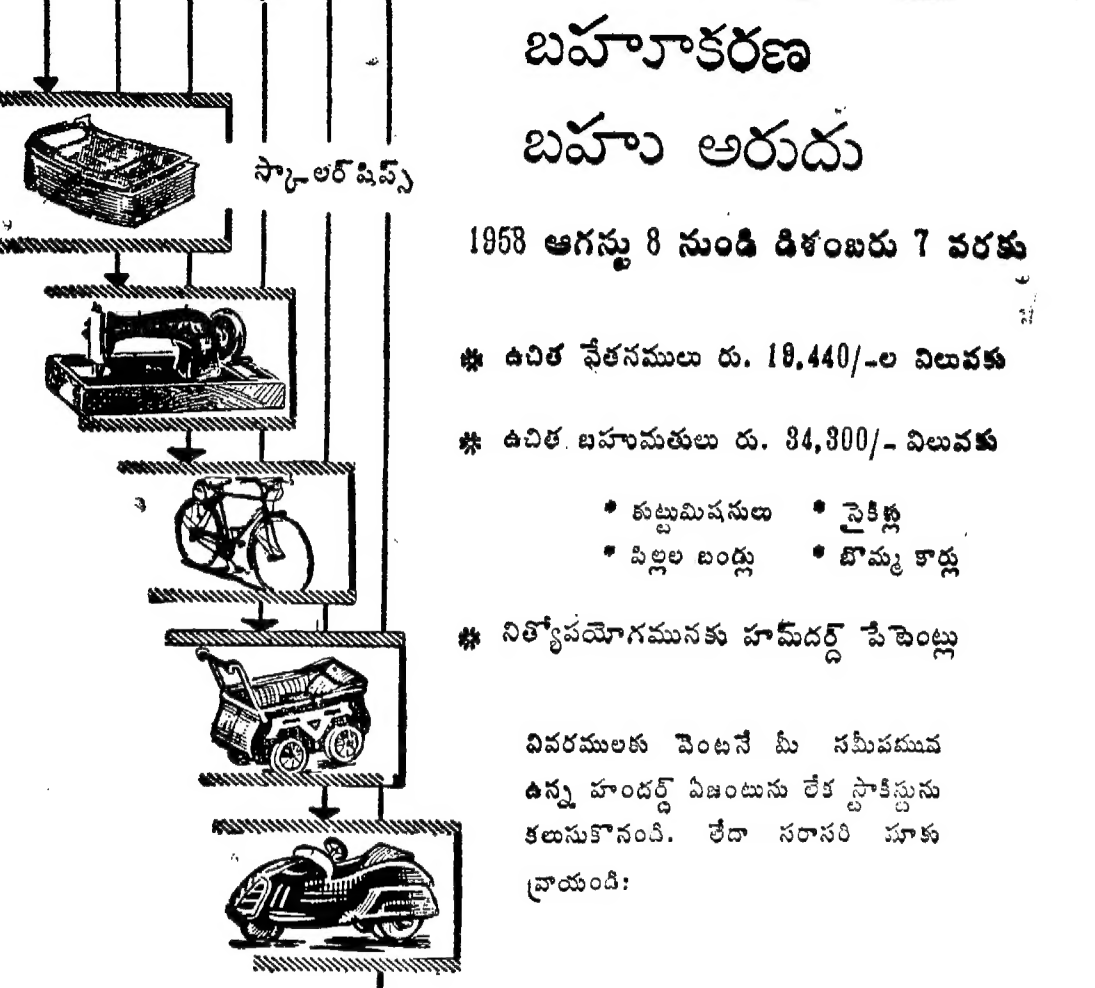 బహూకరణ
బహు అరుదు
స్కాలర్‌షిప్స్
1958 ఆగస్టు 8 నుండి డిశంబరు 7 వరకు
❋ ఉచిత వేతనములు రు. 19,440/-ల విలువకు
❋ ఉచిత బహుమతులు రు. 34,300/- విలువకు
* కుట్టుమిషనులు * సైకిళ్లు
* పిల్లల బండ్లు * బొమ్మ కార్లు
❋ నిత్యోపయోగమునకు హమ్‌దర్ద్ పేటెంట్లు
వివరములకు వెంటనే మీ సమీపమున
ఉన్న హందర్డ్ ఏజంటును లేక స్టాకిస్టును
కలుసుకొనండి. లేదా సరాసరి మాకు
వ్రాయండి: